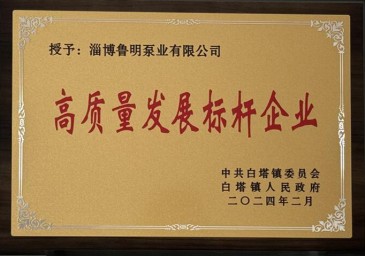 授予：淄博鲁明泵业有限公司
高质量发展标杆企业
中共白塔镇委员会
白塔镇人民政府
二〇二四年二月